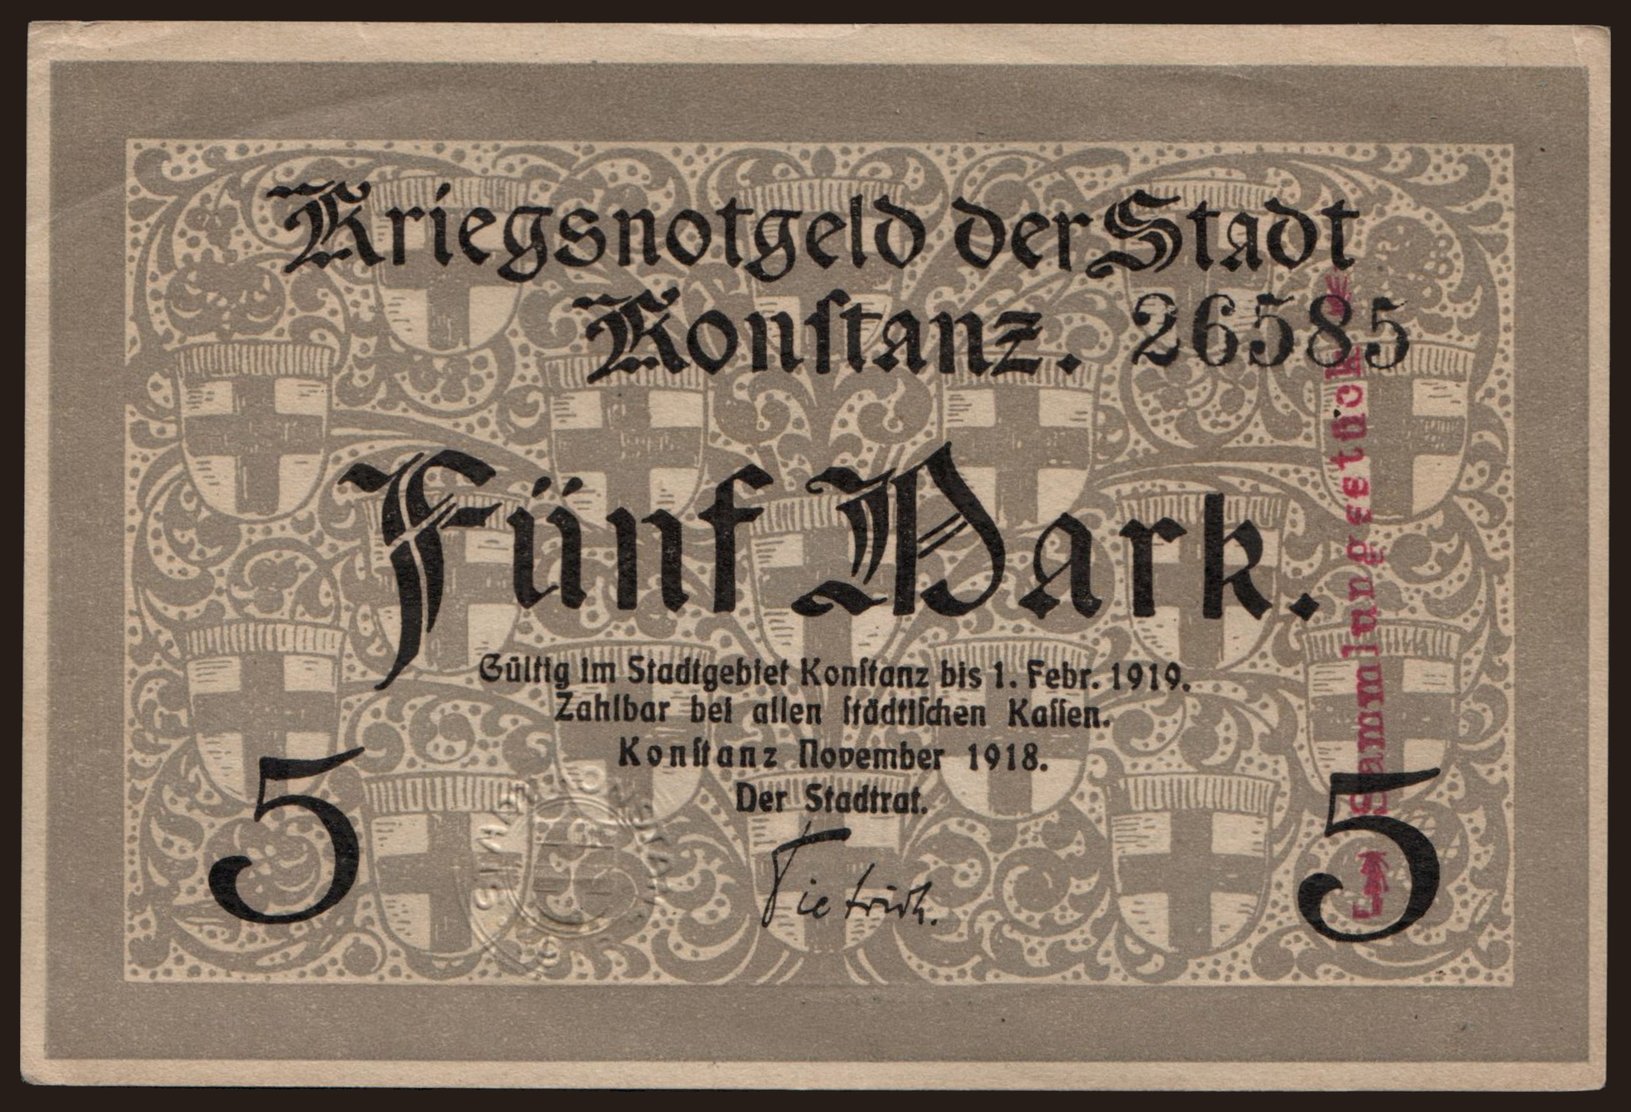 Kriegsnotgeld der Stadt
Konſtanz. 26585
Fünf Mark.
Gültig im Stadtgebiet Konſtanz bis 1. Febr. 1919.
Zahlbar bei allen ſtädtiſchen Kaſſen.
Konſtanz November 1918.
Der Stadtrat.
Dietrich.
5
5
Sammlungsstück